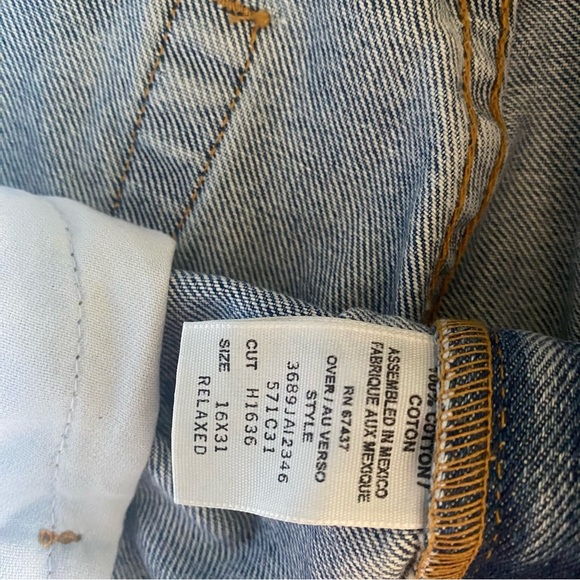 100% COTTON /
COTON
ASSEMBLED IN MEXICO
FABRIQUE AUX MEXIQUE
RN 67437
OVER / AU VERSO
STYLE
3689JAI2346
571C31
CUT H1636
SIZE 16X31
RELAXED